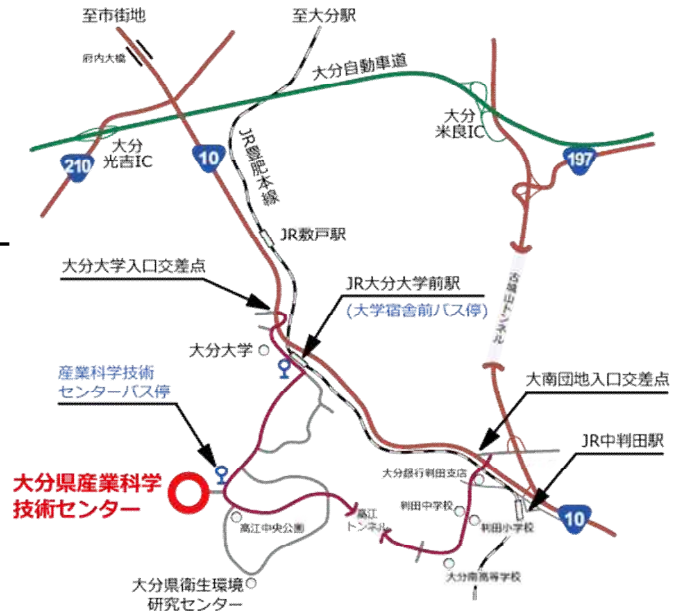 至市街地
至大分駅
府内大橋
大分自動車道
大分
米良IC
大分
光吉IC
210
10
197
JR豊肥本線
JR敷戸駅
大分大学入口交差点
JR大分大学前駅
(大学宿舎前バス停)
古城山トンネル
大分大学
産業科学技術
センターバス停
大南団地入口交差点
JR中判田駅
大分銀行判田支店
大分県産業科学
技術センター
判田中学校
高江
トンネル
判田小学校
10
高江中央公園
大分南高等学校
大分県衛生環境
研究センター